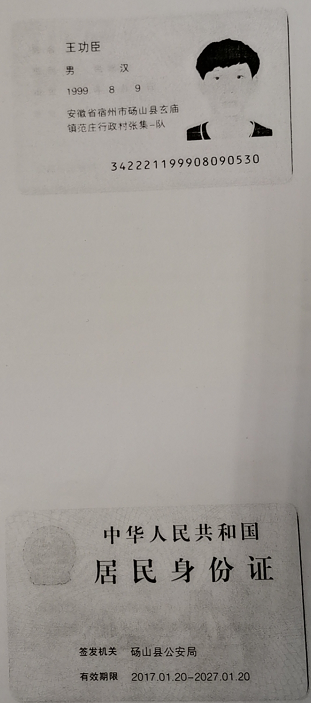 王功臣
男 汉
1999 8 9
安徽省宿州市砀山县玄庙
镇范庄行政村张集一队
342221199908090530
中华人民共和国
居民身份证
签发机关 砀山县公安局
有效期限 2017.01.20-2027.01.20